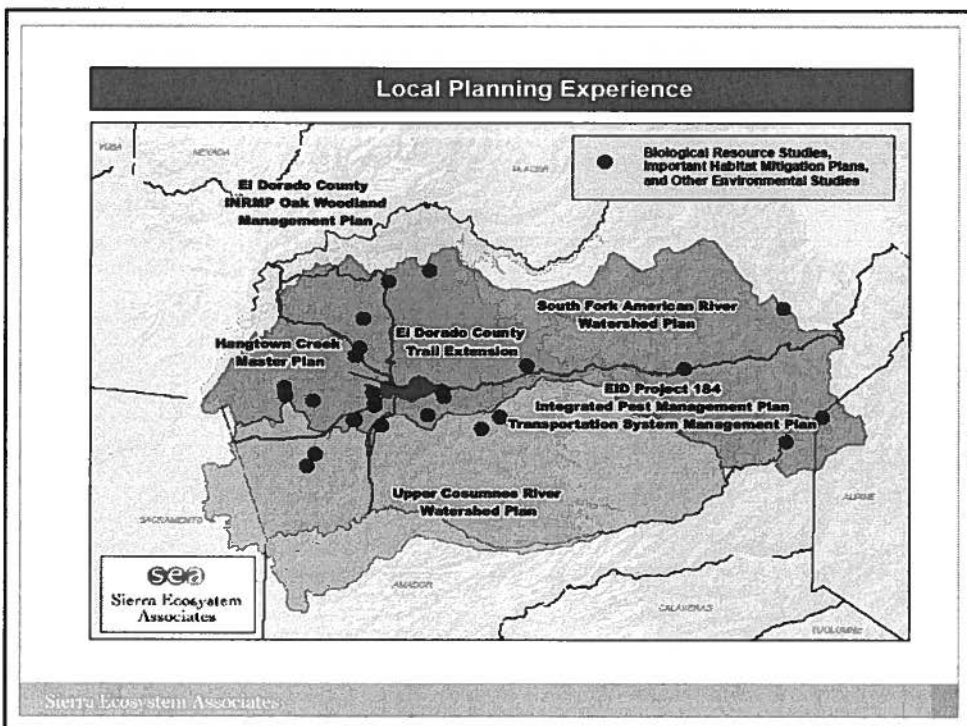 Local Planning Experience
YUBA
NEVADA
PLACER
Biological Resource Studies,
Important Habitat Mitigation Plans,
and Other Environmental Studies
El Dorado County
INRMP Oak Woodland
Management Plan
South Fork American River
Watershed Plan
El Dorado County
Trail Extension
Hangtown Creek
Master Plan
EID Project 184
Integrated Pest Management Plan
Transportation System Management Plan
Upper Cosumnes River
Watershed Plan
SACRAMENTO
ALPINE
AMADOR
CALAVERAS
TUOLUMNE
sea
Sierra Ecosystem
Associates
Sierra Ecosystem Associates